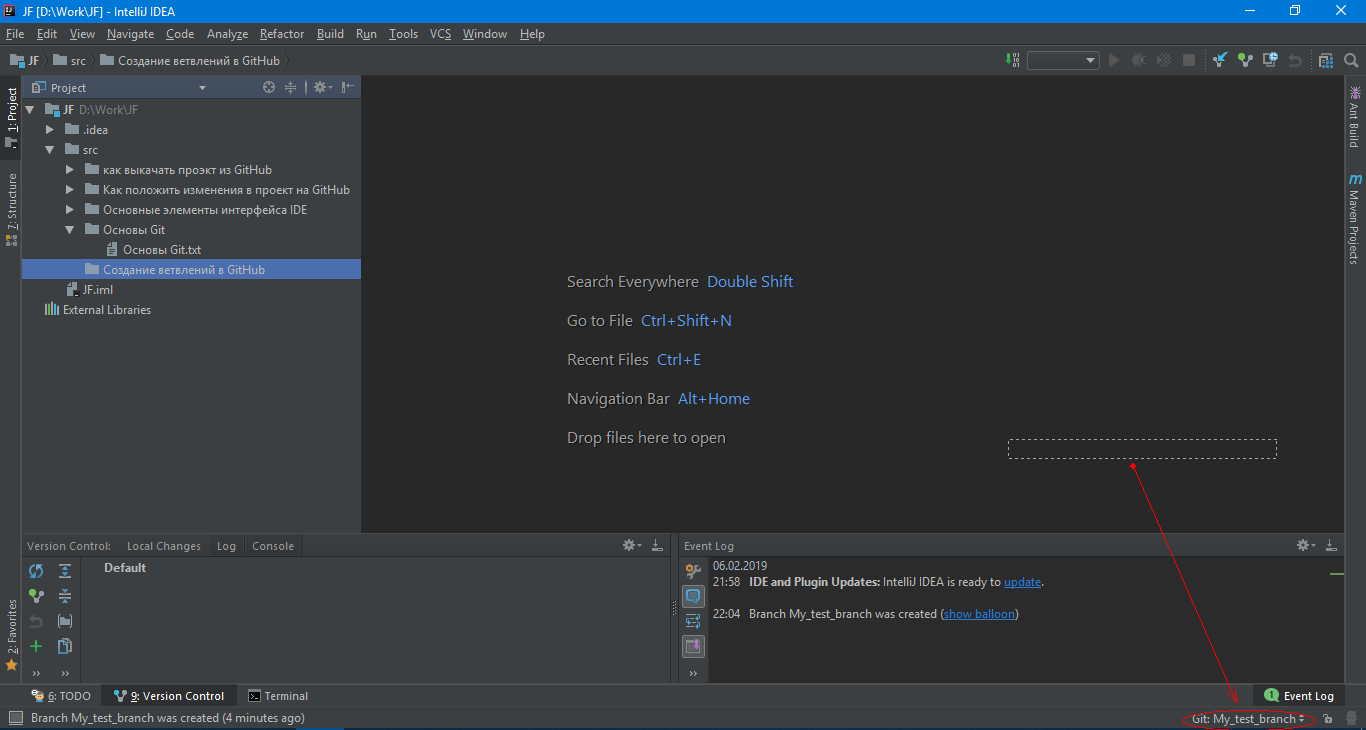 JF [D:\Work\JF] - IntelliJ IDEA
File Edit View Navigate Code Analyze Refactor Build Run Tools VCS Window Help
JF src Создание ветвлений в GitHub
1: Project
7: Structure
2: Favorites
Project
JF D:\Work\JF
.idea
src
как выкачать проэкт из GitHub
Как положить изменения в проект на GitHub
Основные элементы интерфейса IDE
Основы Git
Основы Git.txt
Создание ветвлений в GitHub
JF.iml
External Libraries
Search Everywhere Double Shift
Go to File Ctrl+Shift+N
Recent Files Ctrl+E
Navigation Bar Alt+Home
Drop files here to open
Ant Build
m
Maven Projects
Version Control: Local Changes Log Console
Default
Event Log
06.02.2019
21:58 IDE and Plugin Updates: IntelliJ IDEA is ready to update.
22:04 Branch My_test_branch was created (show balloon)
6: TODO 9: Version Control Terminal 1 Event Log
Branch My_test_branch was created (4 minutes ago) Git: My_test_branch